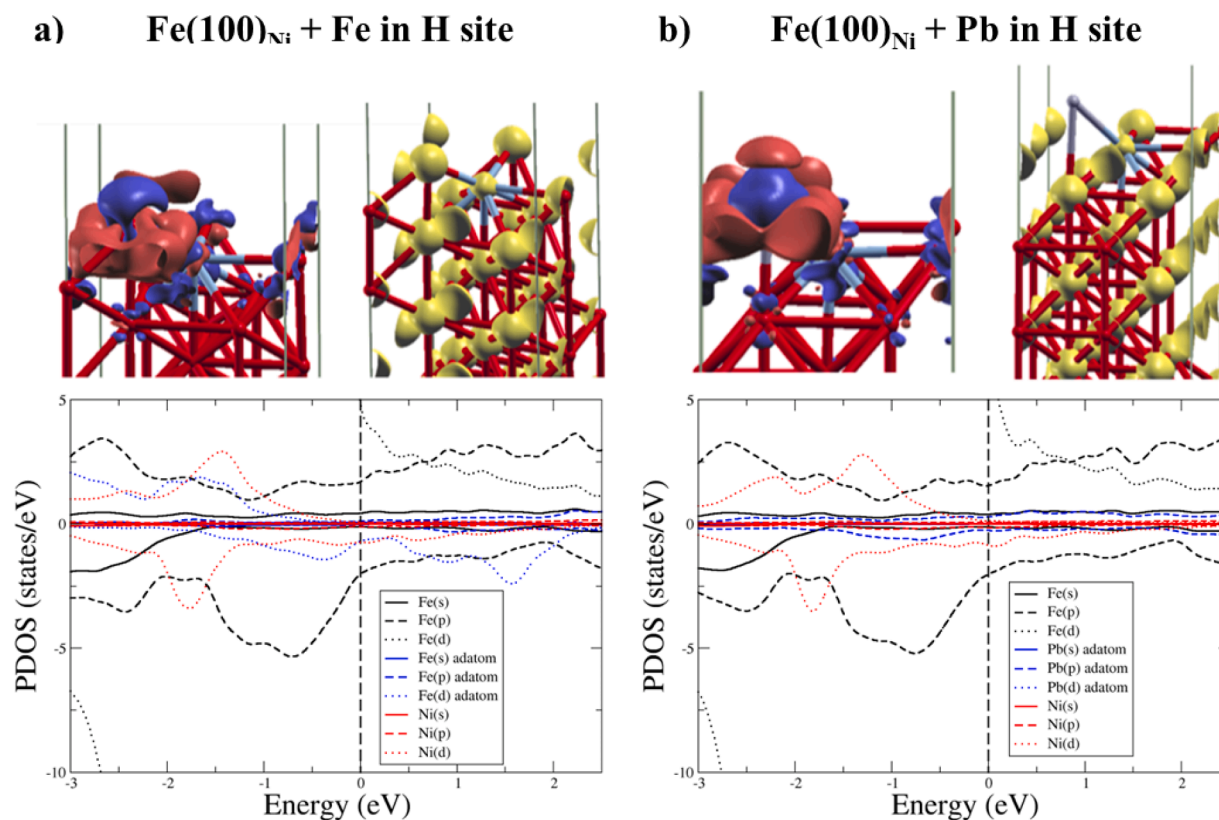 a) Fe(100)Ni + Fe in H site
b) Fe(100)Ni + Pb in H site
PDOS (states/eV)
5
0
-5
-10
-3
-2
-1
0
1
2
Energy (eV)
Fe(s)
Fe(p)
Fe(d)
Fe(s) adatom
Fe(p) adatom
Fe(d) adatom
Ni(s)
Ni(p)
Ni(d)
PDOS (states/eV)
5
0
-5
-10
-3
-2
-1
0
1
2
Energy (eV)
Fe(s)
Fe(p)
Fe(d)
Pb(s) adatom
Pb(p) adatom
Pb(d) adatom
Ni(s)
Ni(p)
Ni(d)